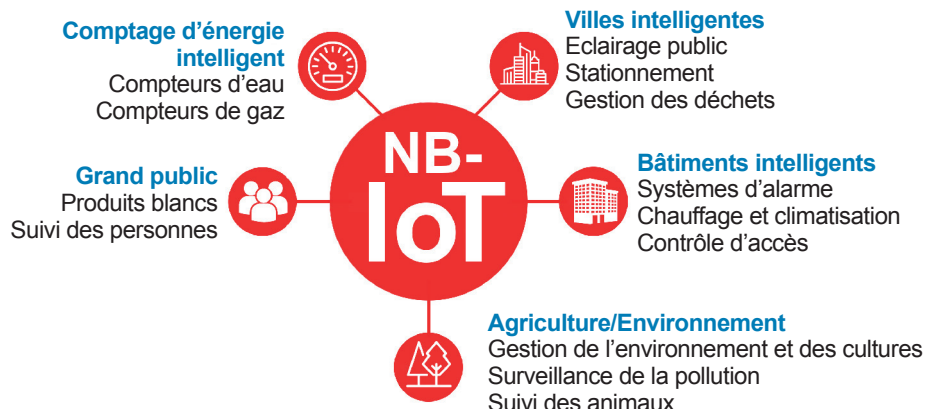 Comptage d’énergie
intelligent
Compteurs d’eau
Compteurs de gaz
Villes intelligentes
Eclairage public
Stationnement
Gestion des déchets
NB-
IoT
Grand public
Produits blancs
Suivi des personnes
Bâtiments intelligents
Systèmes d’alarme
Chauffage et climatisation
Contrôle d’accès
Agriculture/Environnement
Gestion de l’environnement et des cultures
Surveillance de la pollution
Suivi des animaux